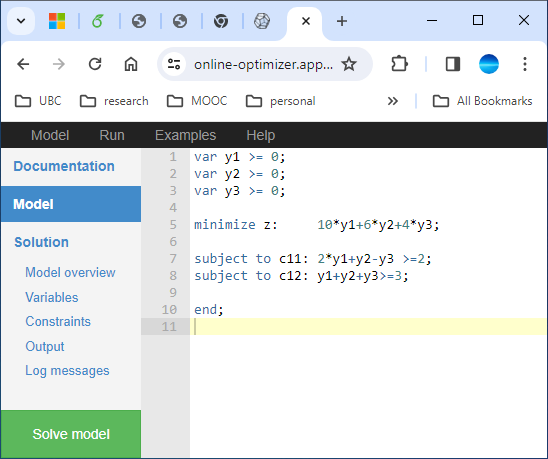 online-optimizer.app...
UBC research MOOC personal » All Bookmarks
Model Run Examples Help
Documentation
Model
Solution
Model overview
Variables
Constraints
Output
Log messages
Solve model
1 var y1 >= 0;
2 var y2 >= 0;
3 var y3 >= 0;
4
5 minimize z: 10*y1+6*y2+4*y3;
6
7 subject to c11: 2*y1+y2-y3 >=2;
8 subject to c12: y1+y2+y3>=3;
9
10 end;
11